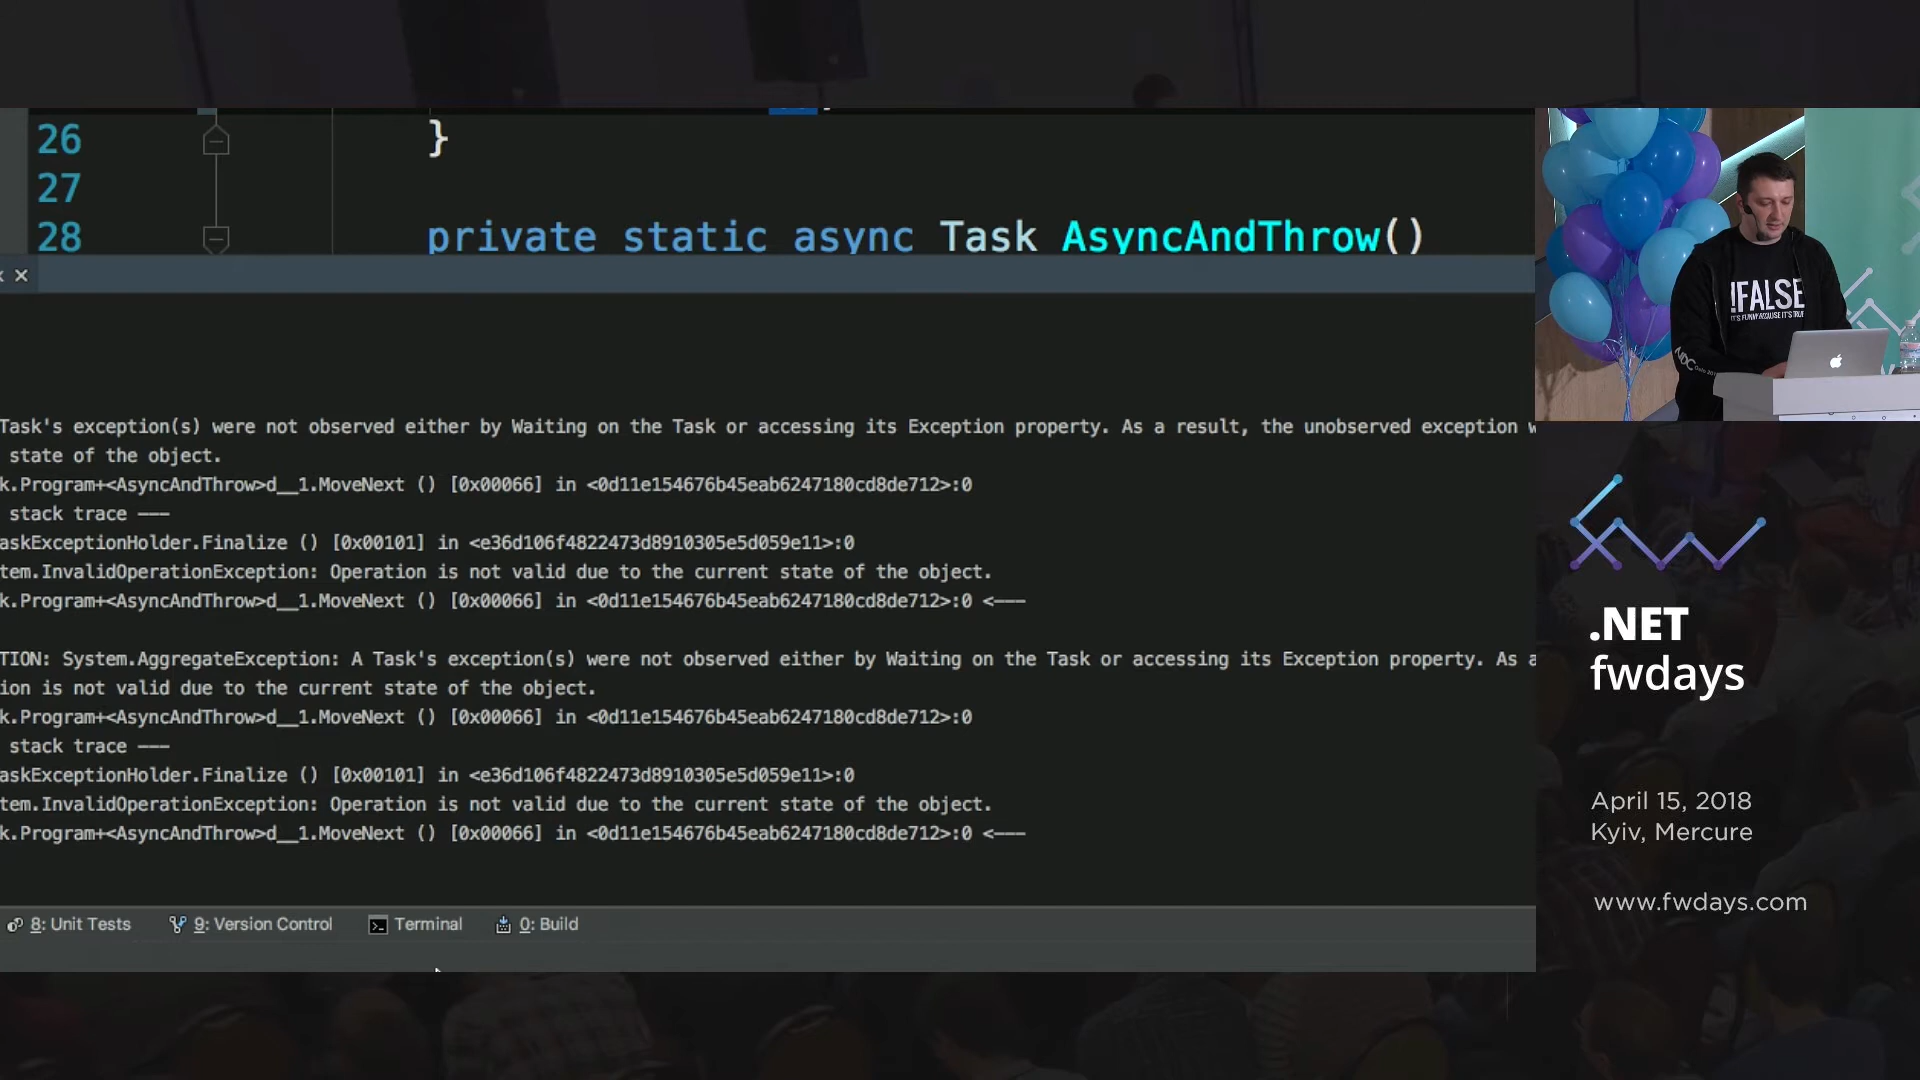 26 }
27
28 private static async Task AsyncAndThrow()
Task's exception(s) were not observed either by Waiting on the Task or accessing its Exception property. As a result, the unobserved exception w
state of the object.
k.Program+<AsyncAndThrow>d__1.MoveNext () [0x00066] in <0d11e154676b45eab6247180cd8de712>:0
stack trace ---
askExceptionHolder.Finalize () [0x00101] in <e36d106f4822473d8910305e5d059e11>:0
tem.InvalidOperationException: Operation is not valid due to the current state of the object.
k.Program+<AsyncAndThrow>d__1.MoveNext () [0x00066] in <0d11e154676b45eab6247180cd8de712>:0 <---
TION: System.AggregateException: A Task's exception(s) were not observed either by Waiting on the Task or accessing its Exception property. As a
ion is not valid due to the current state of the object.
k.Program+<AsyncAndThrow>d__1.MoveNext () [0x00066] in <0d11e154676b45eab6247180cd8de712>:0
stack trace ---
askExceptionHolder.Finalize () [0x00101] in <e36d106f4822473d8910305e5d059e11>:0
tem.InvalidOperationException: Operation is not valid due to the current state of the object.
k.Program+<AsyncAndThrow>d__1.MoveNext () [0x00066] in <0d11e154676b45eab6247180cd8de712>:0 <---
8: Unit Tests 9: Version Control Terminal 0: Build
!FALSE
IT'S FUNNY BECAUSE IT'S TRUE
NDC
.NET
fwdays
April 15, 2018
Kyiv, Mercure
www.fwdays.com